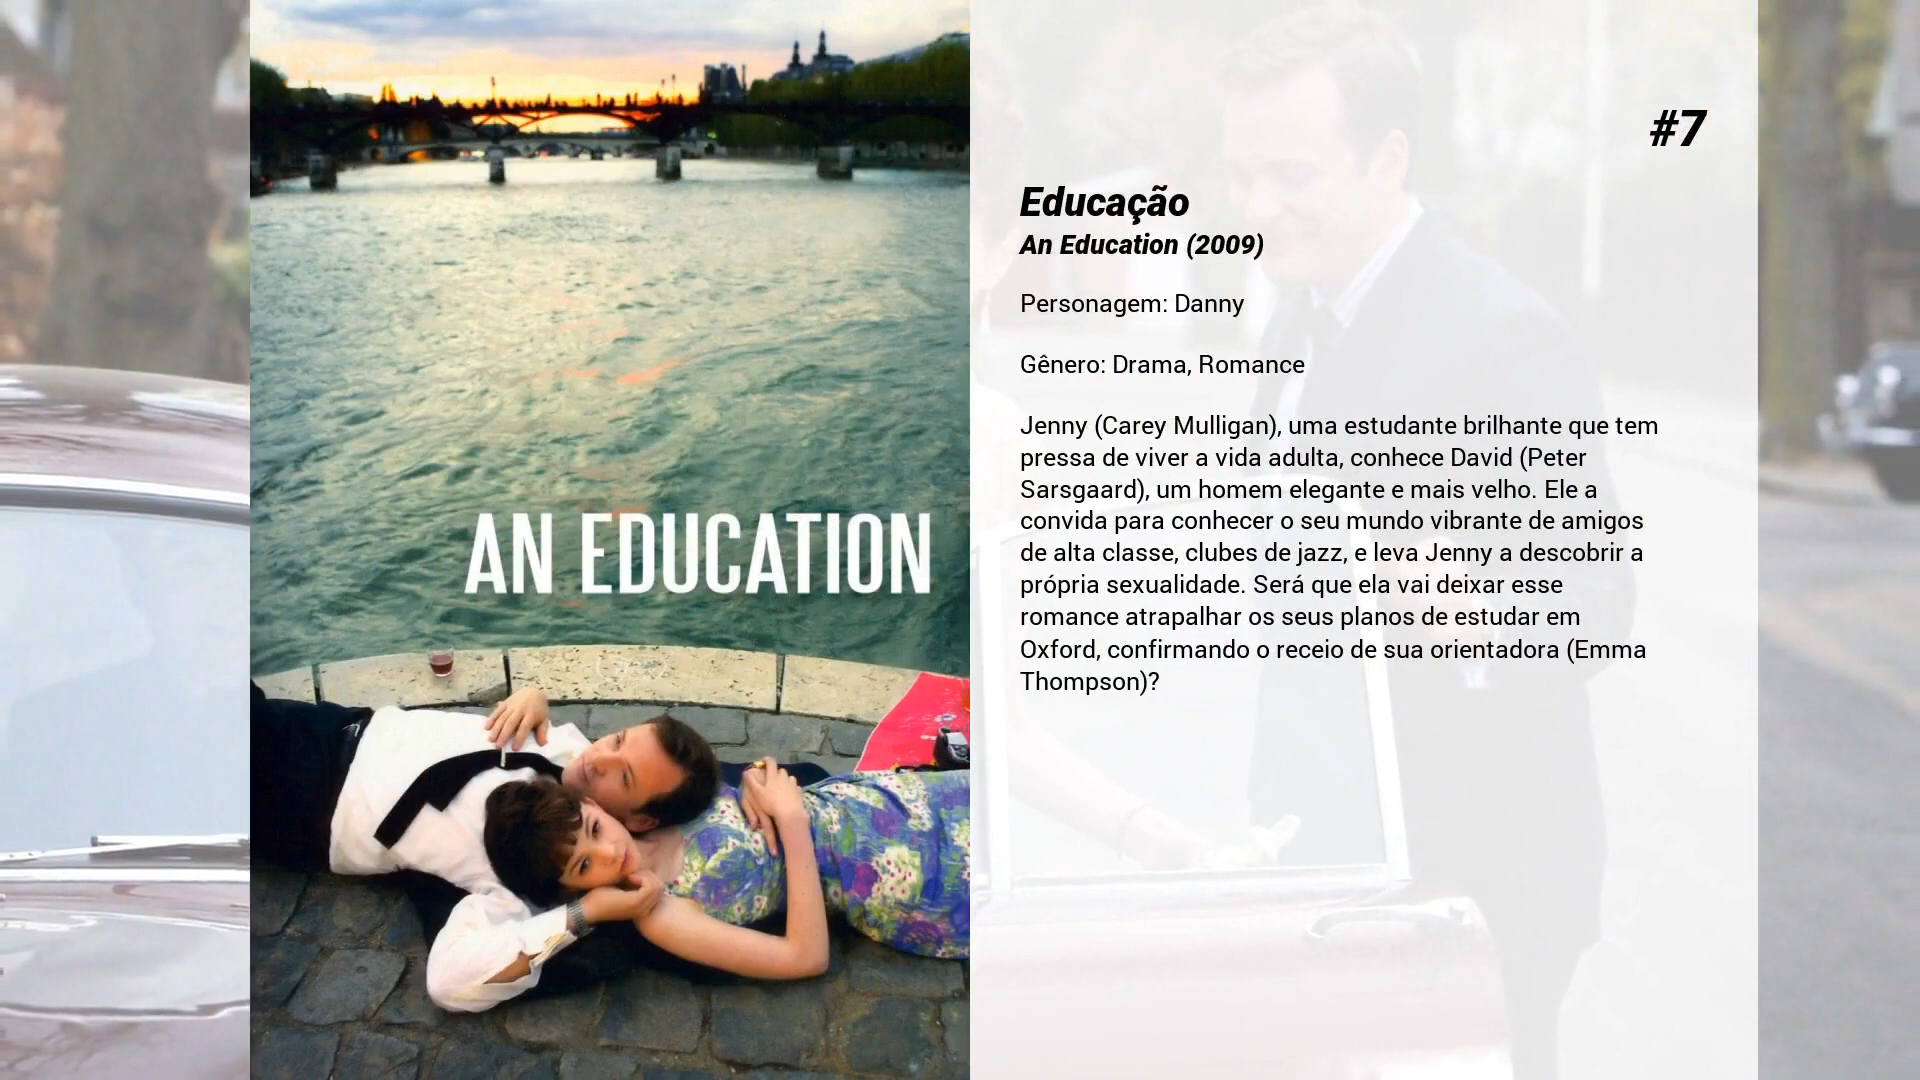 AN EDUCATION
#7
Educação
An Education (2009)
Personagem: Danny
Gênero: Drama, Romance
Jenny (Carey Mulligan), uma estudante brilhante que tem
pressa de viver a vida adulta, conhece David (Peter
Sarsgaard), um homem elegante e mais velho. Ele a
convida para conhecer o seu mundo vibrante de amigos
de alta classe, clubes de jazz, e leva Jenny a descobrir a
própria sexualidade. Será que ela vai deixar esse
romance atrapalhar os seus planos de estudar em
Oxford, confirmando o receio de sua orientadora (Emma
Thompson)?